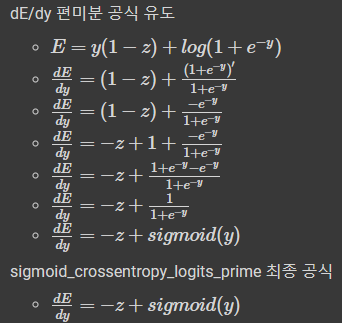 dE/dy 편미분 공식 유도
∘ E = y(1 − z) + log(1 + e^{−y})
∘ \frac{dE}{dy} = (1 − z) + \frac{(1+e^{−y})′}{1+e^{−y}}
∘ \frac{dE}{dy} = (1 − z) + \frac{−e^{−y}}{1+e^{−y}}
∘ \frac{dE}{dy} = −z + 1 + \frac{−e^{−y}}{1+e^{−y}}
∘ \frac{dE}{dy} = −z + \frac{1+e^{−y}−e^{−y}}{1+e^{−y}}
∘ \frac{dE}{dy} = −z + \frac{1}{1+e^{−y}}
∘ \frac{dE}{dy} = −z + sigmoid(y)
sigmoid_crossentropy_logits_prime 최종 공식
∘ \frac{dE}{dy} = −z + sigmoid(y)